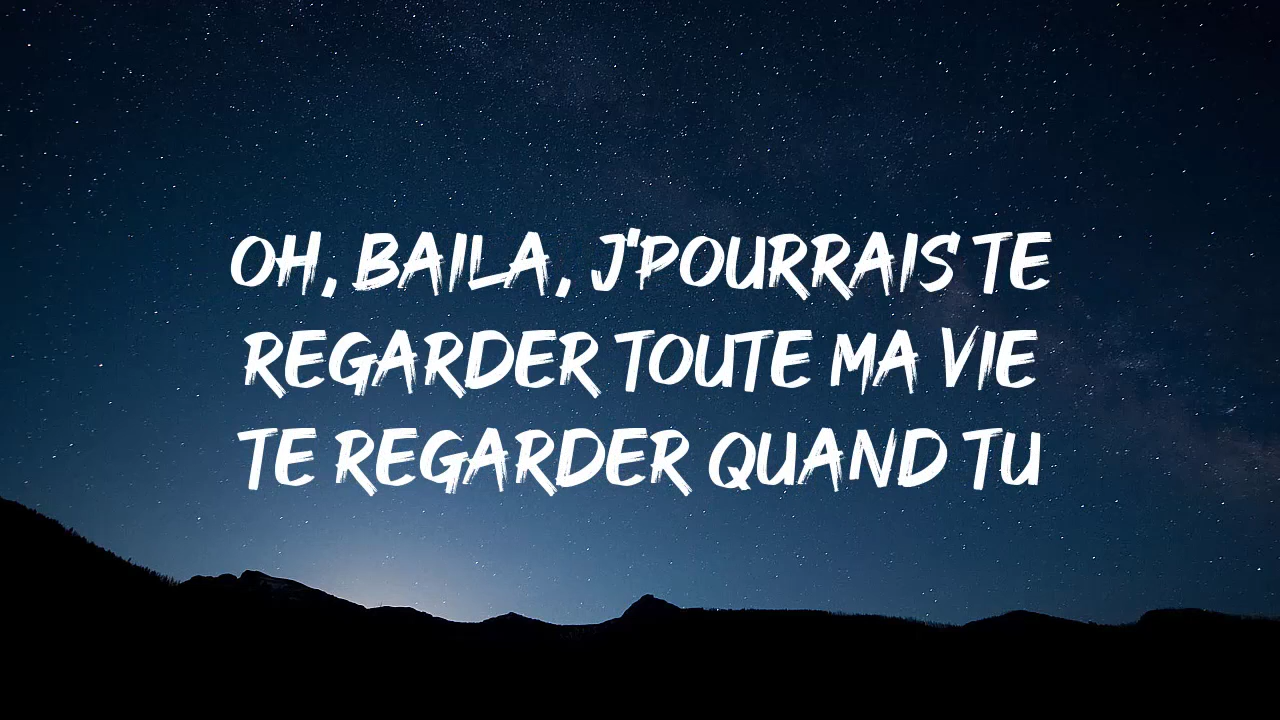 OH, BAILA, J'POURRAIS TE
REGARDER TOUTE MA VIE
TE REGARDER QUAND TU